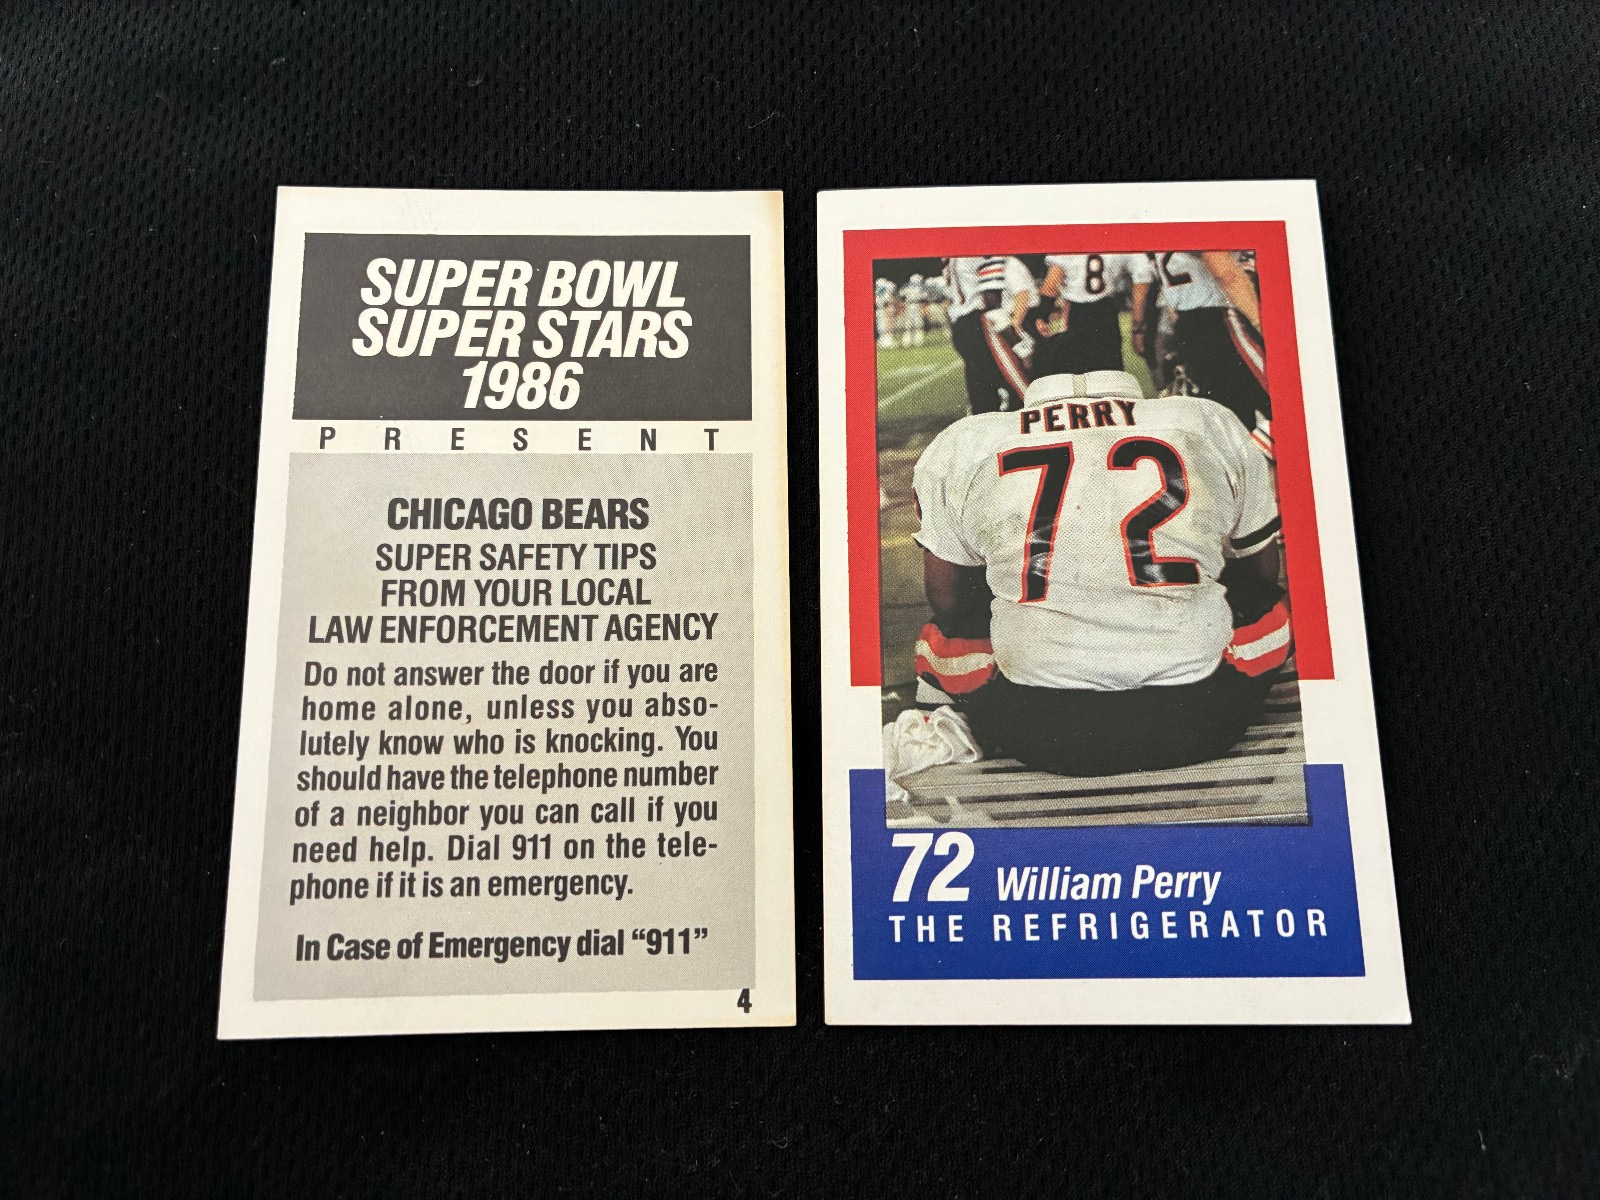 SUPER BOWL
SUPER STARS
1986
PRESENT
CHICAGO BEARS
SUPER SAFETY TIPS
FROM YOUR LOCAL
LAW ENFORCEMENT AGENCY
Do not answer the door if you are
home alone, unless you abso-
lutely know who is knocking. You
should have the telephone number
of a neighbor you can call if you
need help. Dial 911 on the tele-
phone if it is an emergency.
In Case of Emergency dial “911”
4
8
2
PERRY
72
72 William Perry
THE REFRIGERATOR